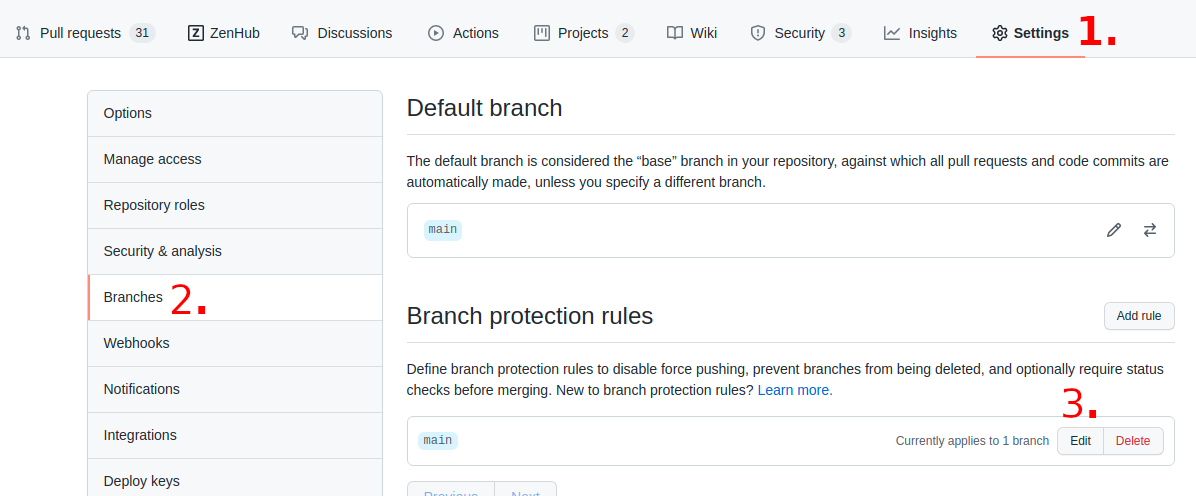 Pull requests 31 ZenHub Discussions Actions Projects 2 Wiki Security 3 Insights Settings 1.
Options
Manage access
Repository roles
Security & analysis
Branches 2.
Webhooks
Notifications
Integrations
Deploy keys
Default branch
The default branch is considered the “base” branch in your repository, against which all pull requests and code commits are
automatically made, unless you specify a different branch.
main
Branch protection rules Add rule
Define branch protection rules to disable force pushing, prevent branches from being deleted, and optionally require status
checks before merging. New to branch protection rules? Learn more.
3.
main Currently applies to 1 branch Edit Delete
Previous Next